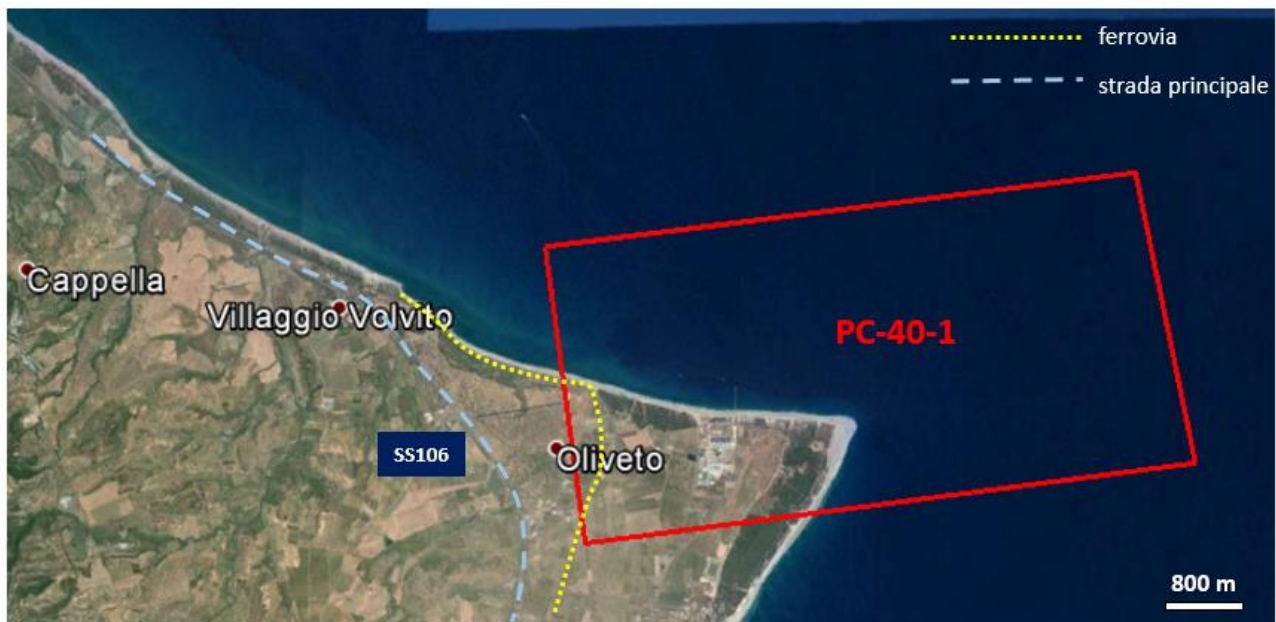 ferrovia
strada principale
Cappella
Villaggio Volvito
PC-40-1
SS106
Oliveto
800 m